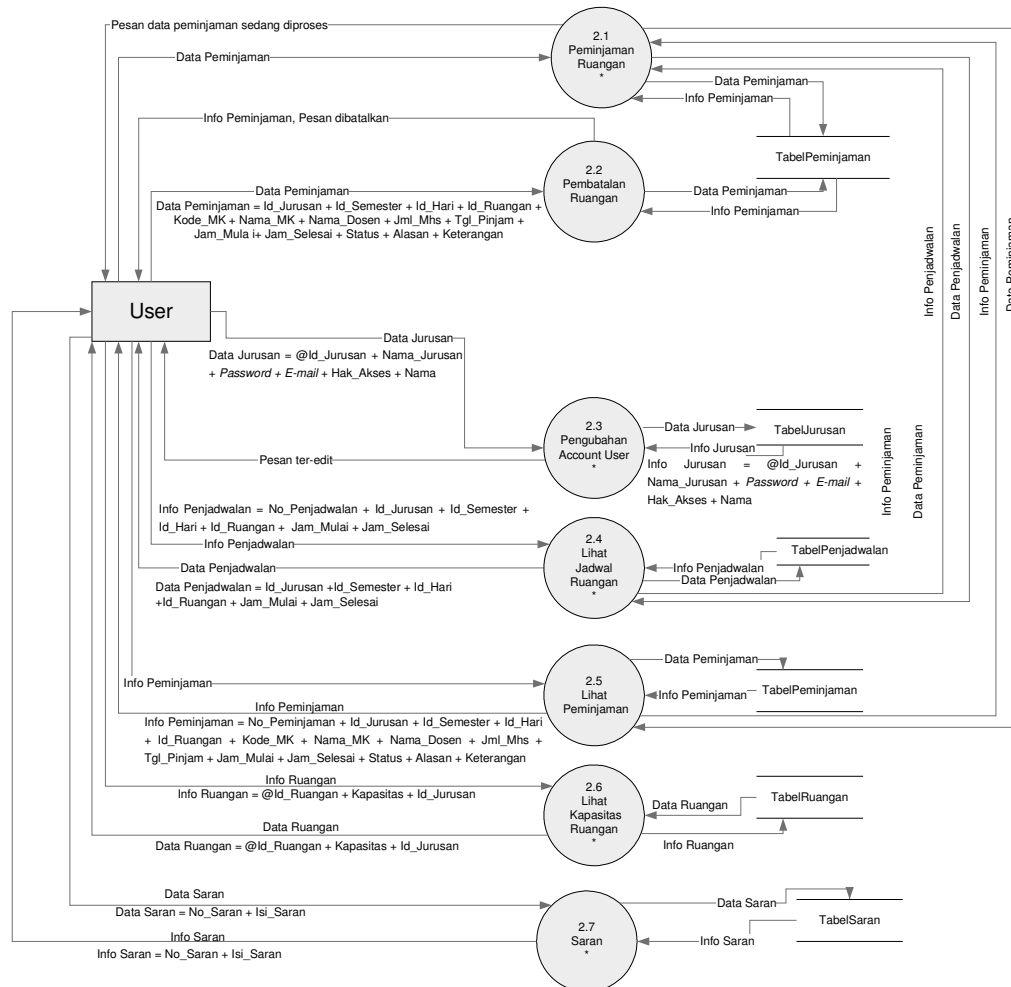 Pesan data peminjaman sedang diproses
Data Peminjaman
2.1
Peminjaman
Ruangan
*
Data Peminjaman
Info Peminjaman
TabelPeminjaman
Info Peminjaman, Pesan dibatalkan
2.2
Pembatalan
Ruangan
Data Peminjaman
Data Peminjaman = Id_Jurusan + Id_Semester + Id_Hari + Id_Ruangan +
Kode_MK + Nama_MK + Nama_Dosen + Jml_Mhs + Tgl_Pinjam +
Jam_Mula i+ Jam_Selesai + Status + Alasan + Keterangan
Data Peminjaman
Info Peminjaman
Info Penjadwalan
Data Penjadwalan
Info Peminjaman
Data Peminjaman
User
Data Jurusan
Data Jurusan = @Id_Jurusan + Nama_Jurusan
+ Password + E-mail + Hak_Akses + Nama
2.3
Pengubahan
Account User
*
Data Jurusan
Info Jurusan
TabelJurusan
Info Jurusan = @Id_Jurusan +
Nama_Jurusan + Password + E-mail +
Hak_Akses + Nama
Info Peminjaman
Data Peminjaman
Pesan ter-edit
Info Penjadwalan = No_Penjadwalan + Id_Jurusan + Id_Semester +
Id_Hari + Id_Ruangan + Jam_Mulai + Jam_Selesai
Info Penjadwalan
Data Penjadwalan
Data Penjadwalan = Id_Jurusan +Id_Semester + Id_Hari
+Id_Ruangan + Jam_Mulai + Jam_Selesai
2.4
Lihat
Jadwal
Ruangan
*
TabelPenjadwalan
Info Penjadwalan
Data Penjadwalan
Info Peminjaman
Info Peminjaman
Info Peminjaman = No_Peminjaman + Id_Jurusan + Id_Semester + Id_Hari
+ Id_Ruangan + Kode_MK + Nama_MK + Nama_Dosen + Jml_Mhs +
Tgl_Pinjam + Jam_Mulai + Jam_Selesai + Status + Alasan + Keterangan
2.5
Lihat
Peminjaman
Data Peminjaman
Info Peminjaman
TabelPeminjaman
Info Ruangan
Info Ruangan = @Id_Ruangan + Kapasitas + Id_Jurusan
Data Ruangan
Data Ruangan = @Id_Ruangan + Kapasitas + Id_Jurusan
2.6
Lihat
Kapasitas
Ruangan
*
Data Ruangan
TabelRuangan
Info Ruangan
Data Saran
Data Saran = No_Saran + Isi_Saran
Info Saran
Info Saran = No_Saran + Isi_Saran
2.7
Saran
*
Data Saran
Info Saran
TabelSaran